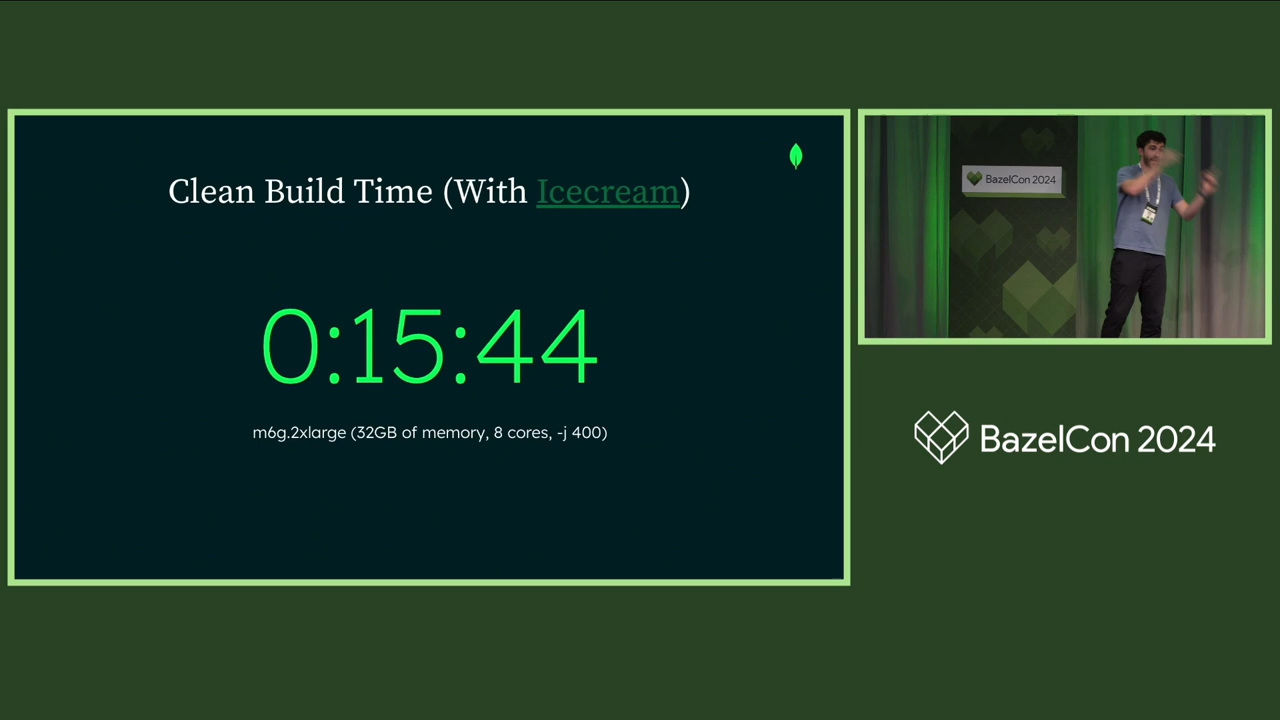 Clean Build Time (With Icecream)
0:15:44
m6g.2xlarge (32GB of memory, 8 cores, -j 400)
BazelCon 2024
BazelCon 2024